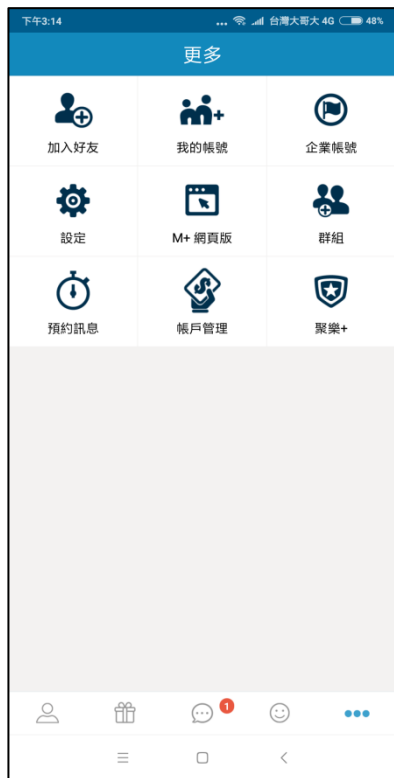 下午3:14 ... 台灣大哥大 4G 48%
更多
加入好友 我的帳號 企業帳號
設定 M+ 網頁版 群組
預約訊息 帳戶管理 聚樂+
1